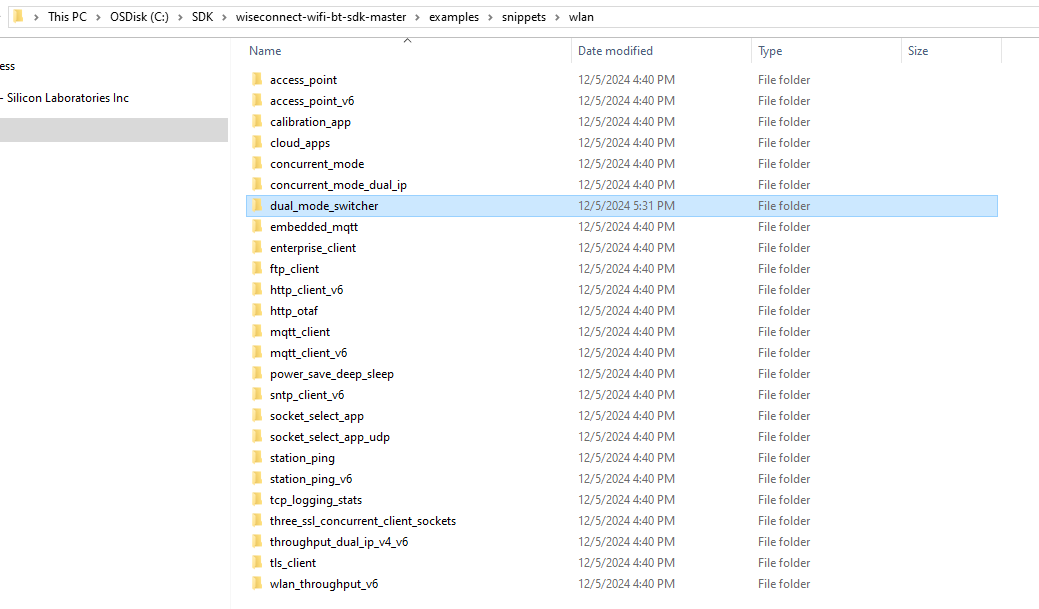 This PC > OSDisk (C:) > SDK > wiseconnect-wifi-bt-sdk-master > examples > snippets > wlan
Name Date modified Type Size
ess
- Silicon Laboratories Inc
access_point 12/5/2024 4:40 PM File folder
access_point_v6 12/5/2024 4:40 PM File folder
calibration_app 12/5/2024 4:40 PM File folder
cloud_apps 12/5/2024 4:40 PM File folder
concurrent_mode 12/5/2024 4:40 PM File folder
concurrent_mode_dual_ip 12/5/2024 4:40 PM File folder
dual_mode_switcher 12/5/2024 5:31 PM File folder
embedded_mqtt 12/5/2024 4:40 PM File folder
enterprise_client 12/5/2024 4:40 PM File folder
ftp_client 12/5/2024 4:40 PM File folder
http_client_v6 12/5/2024 4:40 PM File folder
http_otaf 12/5/2024 4:40 PM File folder
mqtt_client 12/5/2024 4:40 PM File folder
mqtt_client_v6 12/5/2024 4:40 PM File folder
power_save_deep_sleep 12/5/2024 4:40 PM File folder
sntp_client_v6 12/5/2024 4:40 PM File folder
socket_select_app 12/5/2024 4:40 PM File folder
socket_select_app_udp 12/5/2024 4:40 PM File folder
station_ping 12/5/2024 4:40 PM File folder
station_ping_v6 12/5/2024 4:40 PM File folder
tcp_logging_stats 12/5/2024 4:40 PM File folder
three_ssl_concurrent_client_sockets 12/5/2024 4:40 PM File folder
throughput_dual_ip_v4_v6 12/5/2024 4:40 PM File folder
tls_client 12/5/2024 4:40 PM File folder
wlan_throughput_v6 12/5/2024 4:40 PM File folder